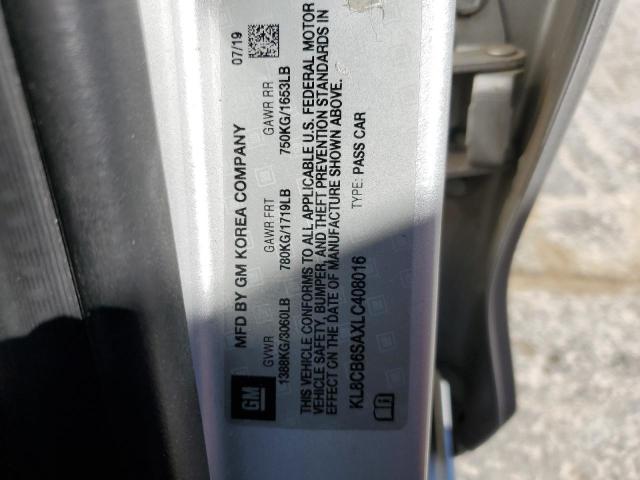 MFD BY GM KOREA COMPANY 07/19
GVWR GAWR FRT GAWR RR
1388KG/3060LB 780KG/1719LB 750KG/1653LB
THIS VEHICLE CONFORMS TO ALL APPLICABLE U.S. FEDERAL MOTOR
VEHICLE SAFETY, BUMPER, AND THEFT PREVENTION STANDARDS IN
EFFECT ON THE DATE OF MANUFACTURE SHOWN ABOVE.
TYPE: PASS CAR
KL8CB6SAXLC408016
GM